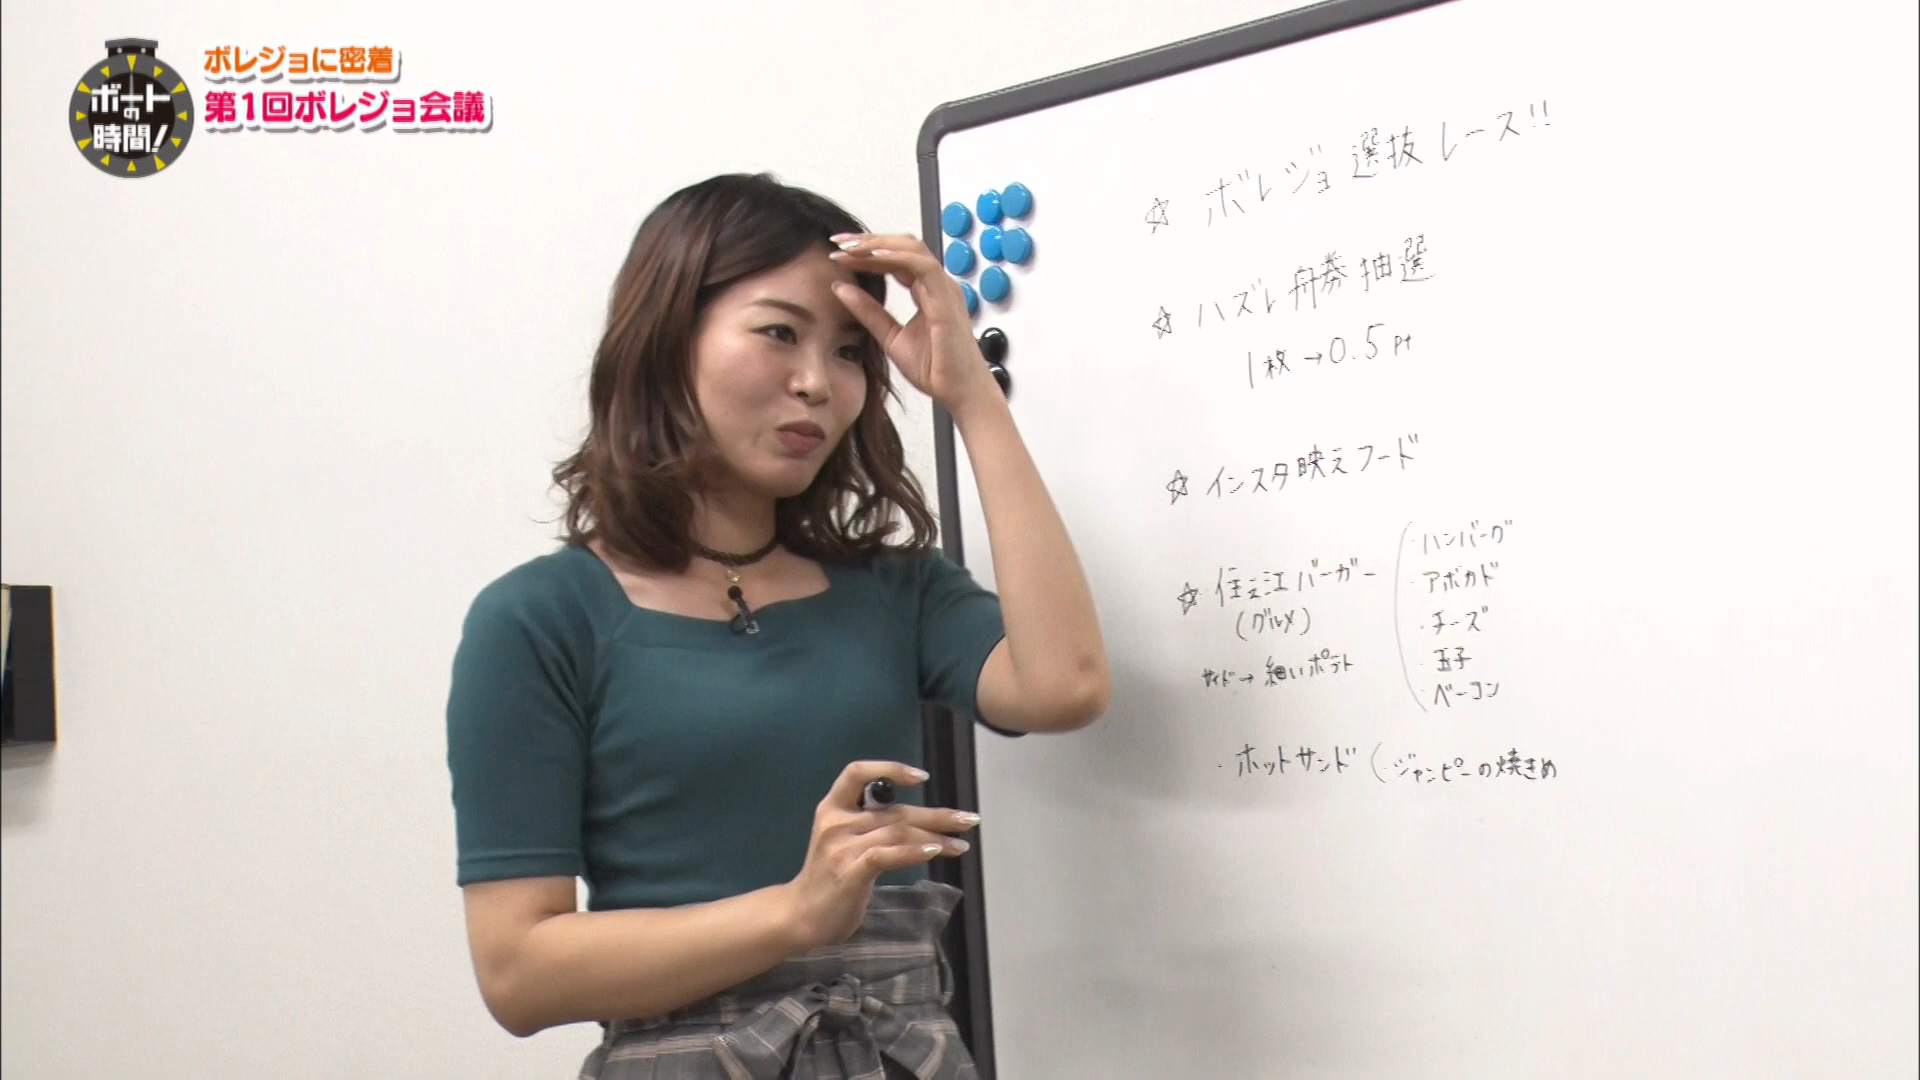 ボートの時間!
ボレジョに密着
第1回ボレジョ会議
☆ ボレジョ選抜レース!!
☆ ハズレ舟券抽選
1枚→0.5pt
☆ インスタ映えフード
☆ 住之江バーガー
(グルメ)
サイド→細いポテト
・ハンバーグ
・アボカド
・チーズ
・玉子
・ベーコン
・ホットサンド(・ジャンピーの焼きめ